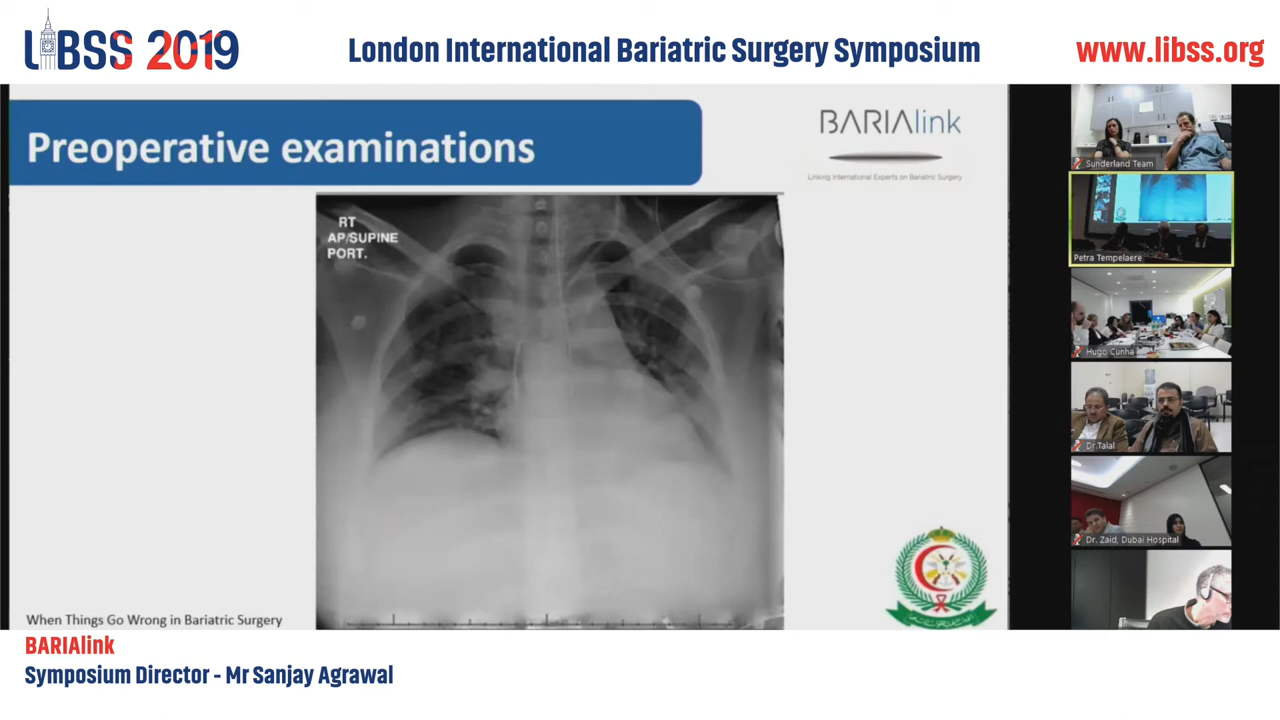 LIBSS 2019
London International Bariatric Surgery Symposium
www.libss.org
Preoperative examinations
BARIAlink
Linking International Experts on Bariatric Surgery
RT
AP/SUPINE
PORT.
Sunderland Team
Petra Tempelaere
Hugo Cunha
Dr.Talal
Dr. Zaid, Dubai Hospital
When Things Go Wrong in Bariatric Surgery
BARIAlink
Symposium Director - Mr Sanjay Agrawal